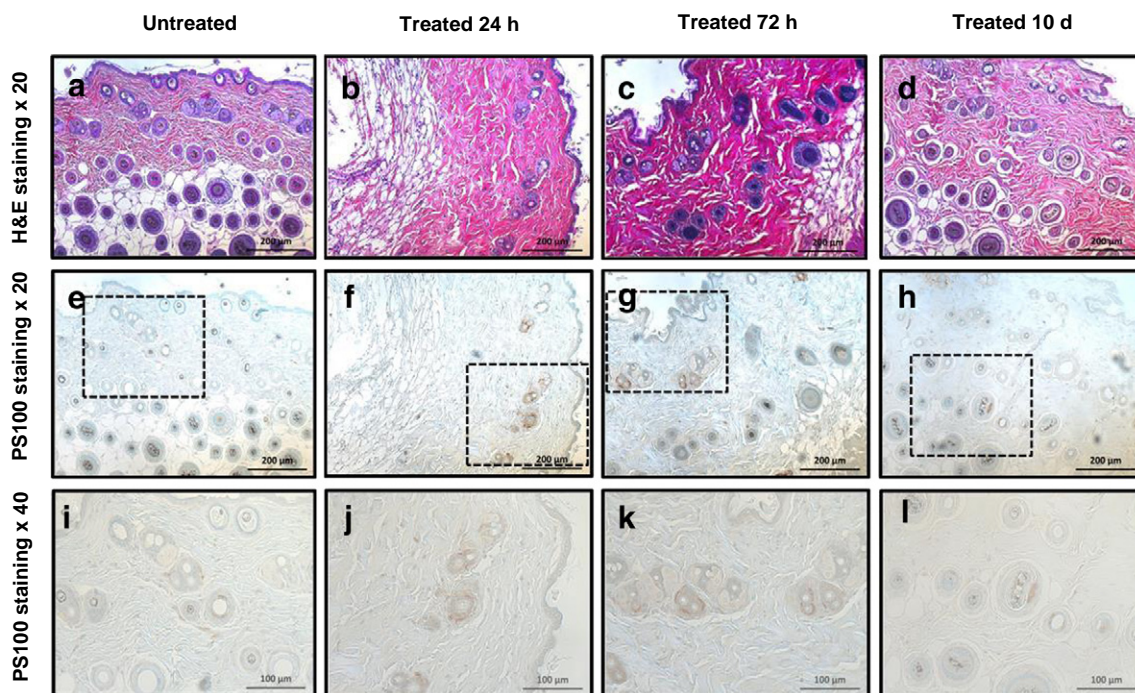 Untreated
Treated 24 h
Treated 72 h
Treated 10 d
H&E staining x 20
a
200 µm
b
200 µm
c
200 µm
d
200 µm
PS100 staining x 20
e
200 µm
f
200 µm
g
200 µm
h
200 µm
PS100 staining x 40
i
100 µm
j
100 µm
k
100 µm
l
100 µm